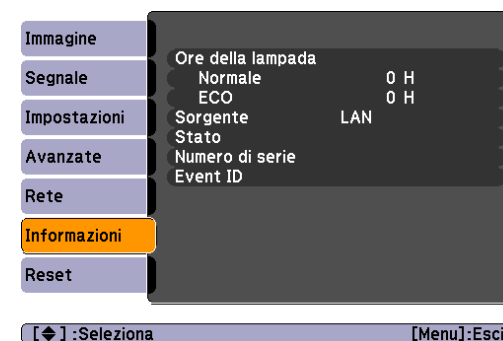 Immagine
Segnale
Impostazioni
Avanzate
Rete
Informazioni
Reset
Ore della lampada
Normale 0 H
ECO 0 H
Sorgente LAN
Stato
Numero di serie
Event ID
[◆] :Seleziona [Menu]:Esci